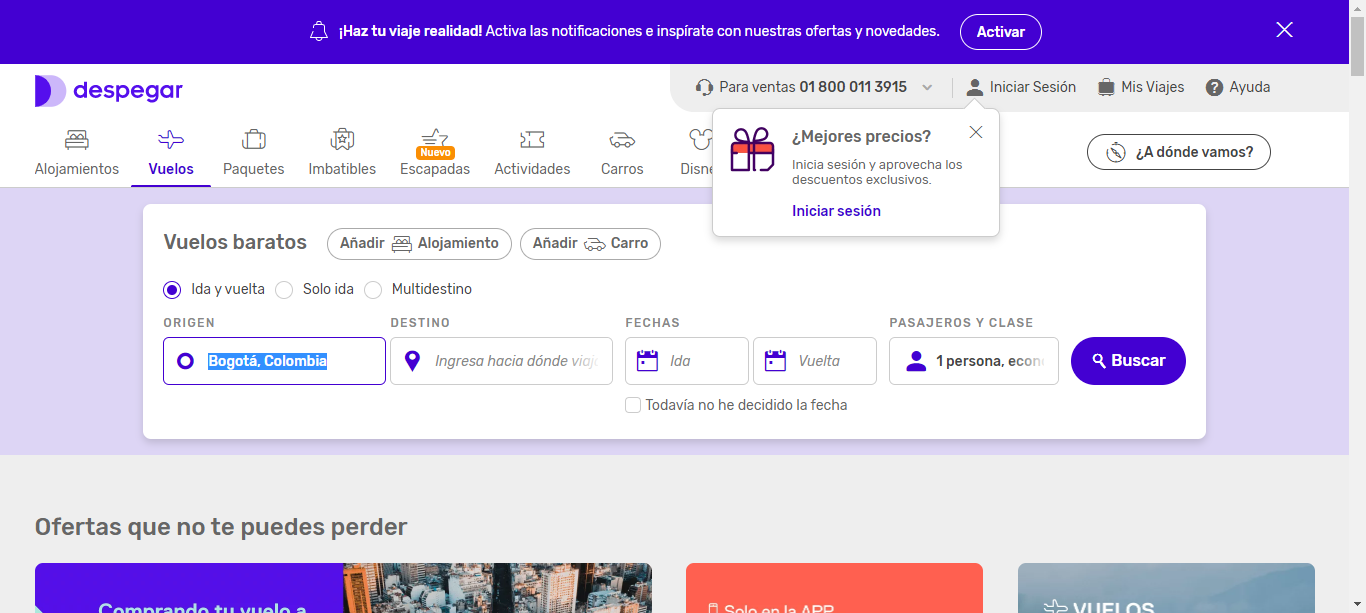 ¡Haz tu viaje realidad! Activa las notificaciones e inspírate con nuestras ofertas y novedades.
Activar
despegar
Para ventas 01 800 011 3915
Iniciar Sesión
Mis Viajes
? Ayuda
Alojamientos
Vuelos
Paquetes
Imbatibles
Nuevo
Escapadas
Actividades
Carros
Disne
¿Mejores precios?
Inicia sesión y aprovecha los
descuentos exclusivos.
Iniciar sesión
¿A dónde vamos?
Vuelos baratos
Añadir Alojamiento
Añadir Carro
Ida y vuelta
Solo ida
Multidestino
ORIGEN
DESTINO
FECHAS
PASAJEROS Y CLASE
Bogotá, Colombia
Ingresa hacia dónde viaj
Ida
Vuelta
1 persona, econ
Buscar
Todavía no he decidido la fecha
Ofertas que no te puedes perder
Comprando tu vuelo a
Solo en la APP
VUELOS